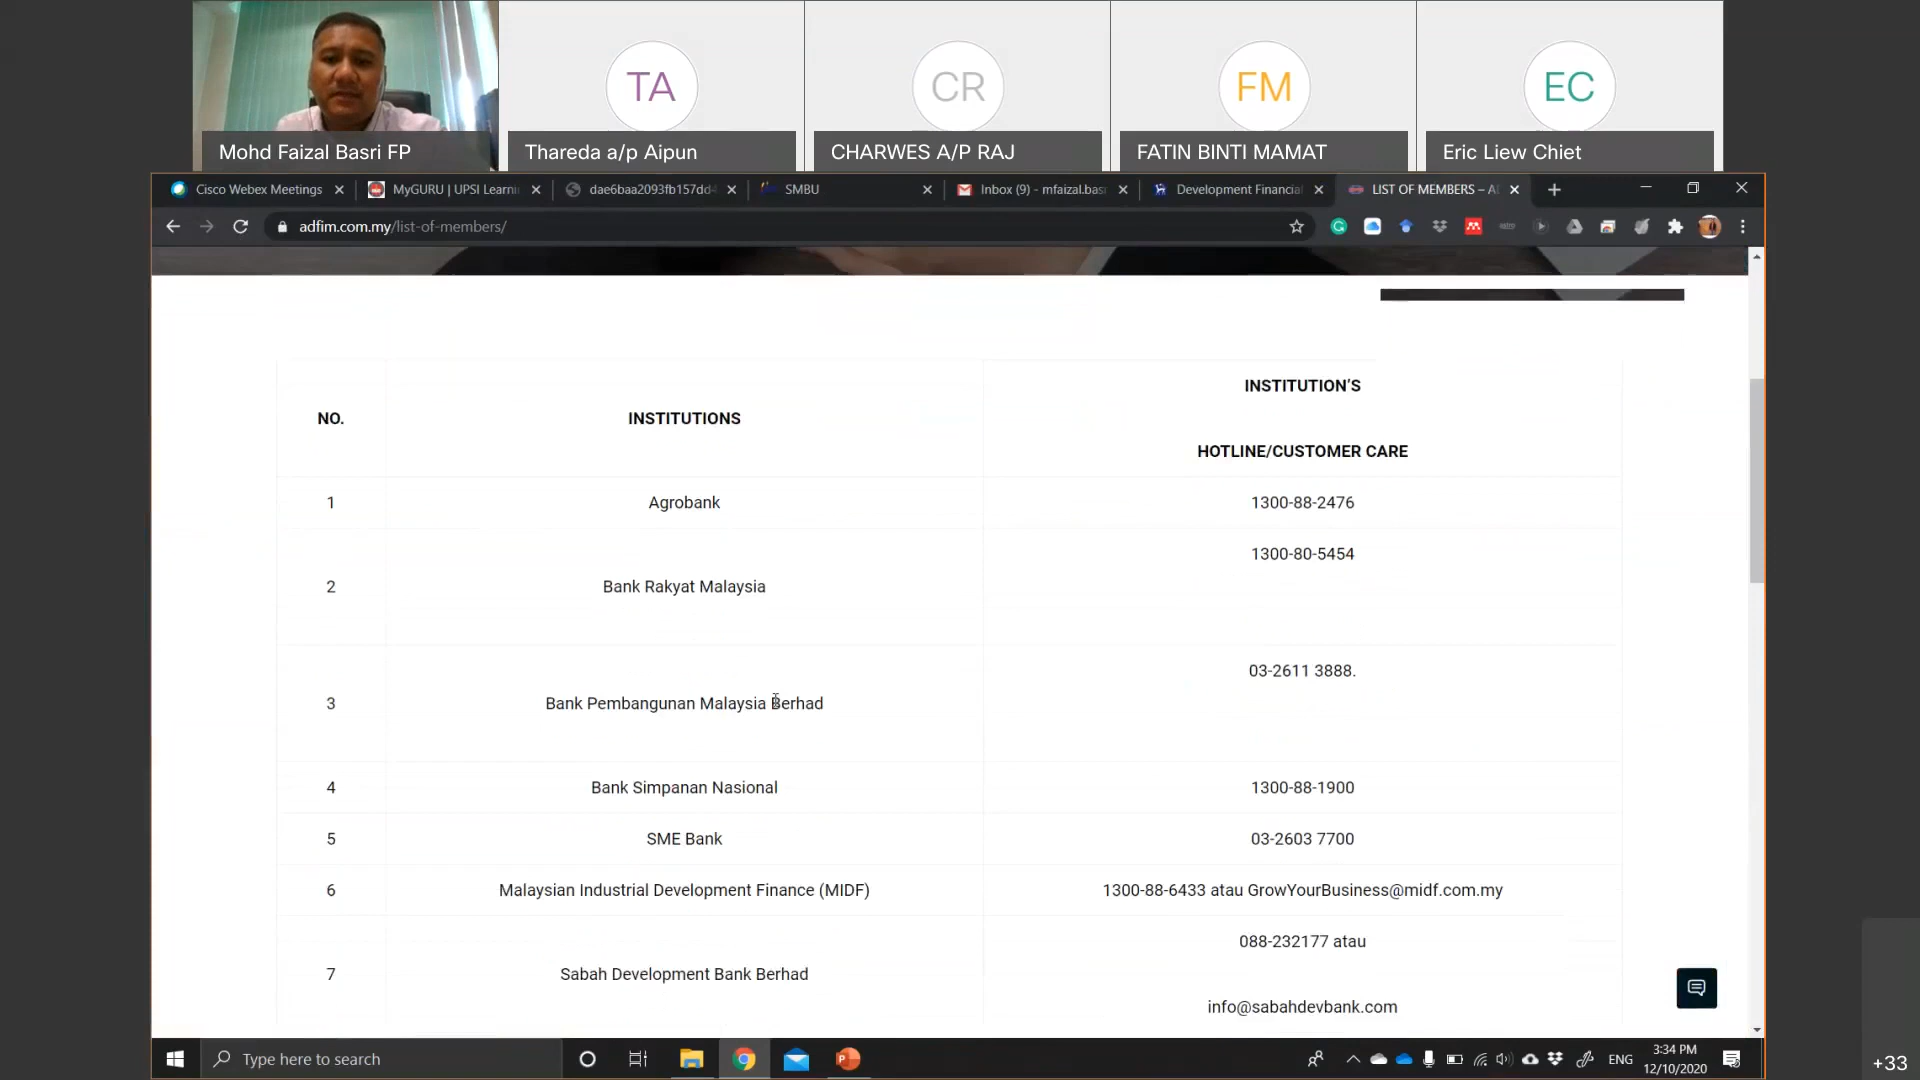 TA
CR
FM
EC
Mohd Faizal Basri FP
Thareda a/p Aipun
CHARWES A/P RAJ
FATIN BINTI MAMAT
Eric Liew Chiet
Cisco Webex Meetings
MyGURU | UPSI Learni
dae6baa2093fb157dd4
SMBU
Inbox (9) - mfaizal.bas
Development Financial
LIST OF MEMBERS – A
adfim.com.my/list-of-members/
NO.
INSTITUTIONS
INSTITUTION’S
HOTLINE/CUSTOMER CARE
1
Agrobank
1300-88-2476
2
Bank Rakyat Malaysia
1300-80-5454
3
Bank Pembangunan Malaysia Berhad
03-2611 3888.
4
Bank Simpanan Nasional
1300-88-1900
5
SME Bank
03-2603 7700
6
Malaysian Industrial Development Finance (MIDF)
1300-88-6433 atau GrowYourBusiness@midf.com.my
7
Sabah Development Bank Berhad
088-232177 atau
info@sabahdevbank.com
Type here to search
ENG
3:34 PM
12/10/2020
+33